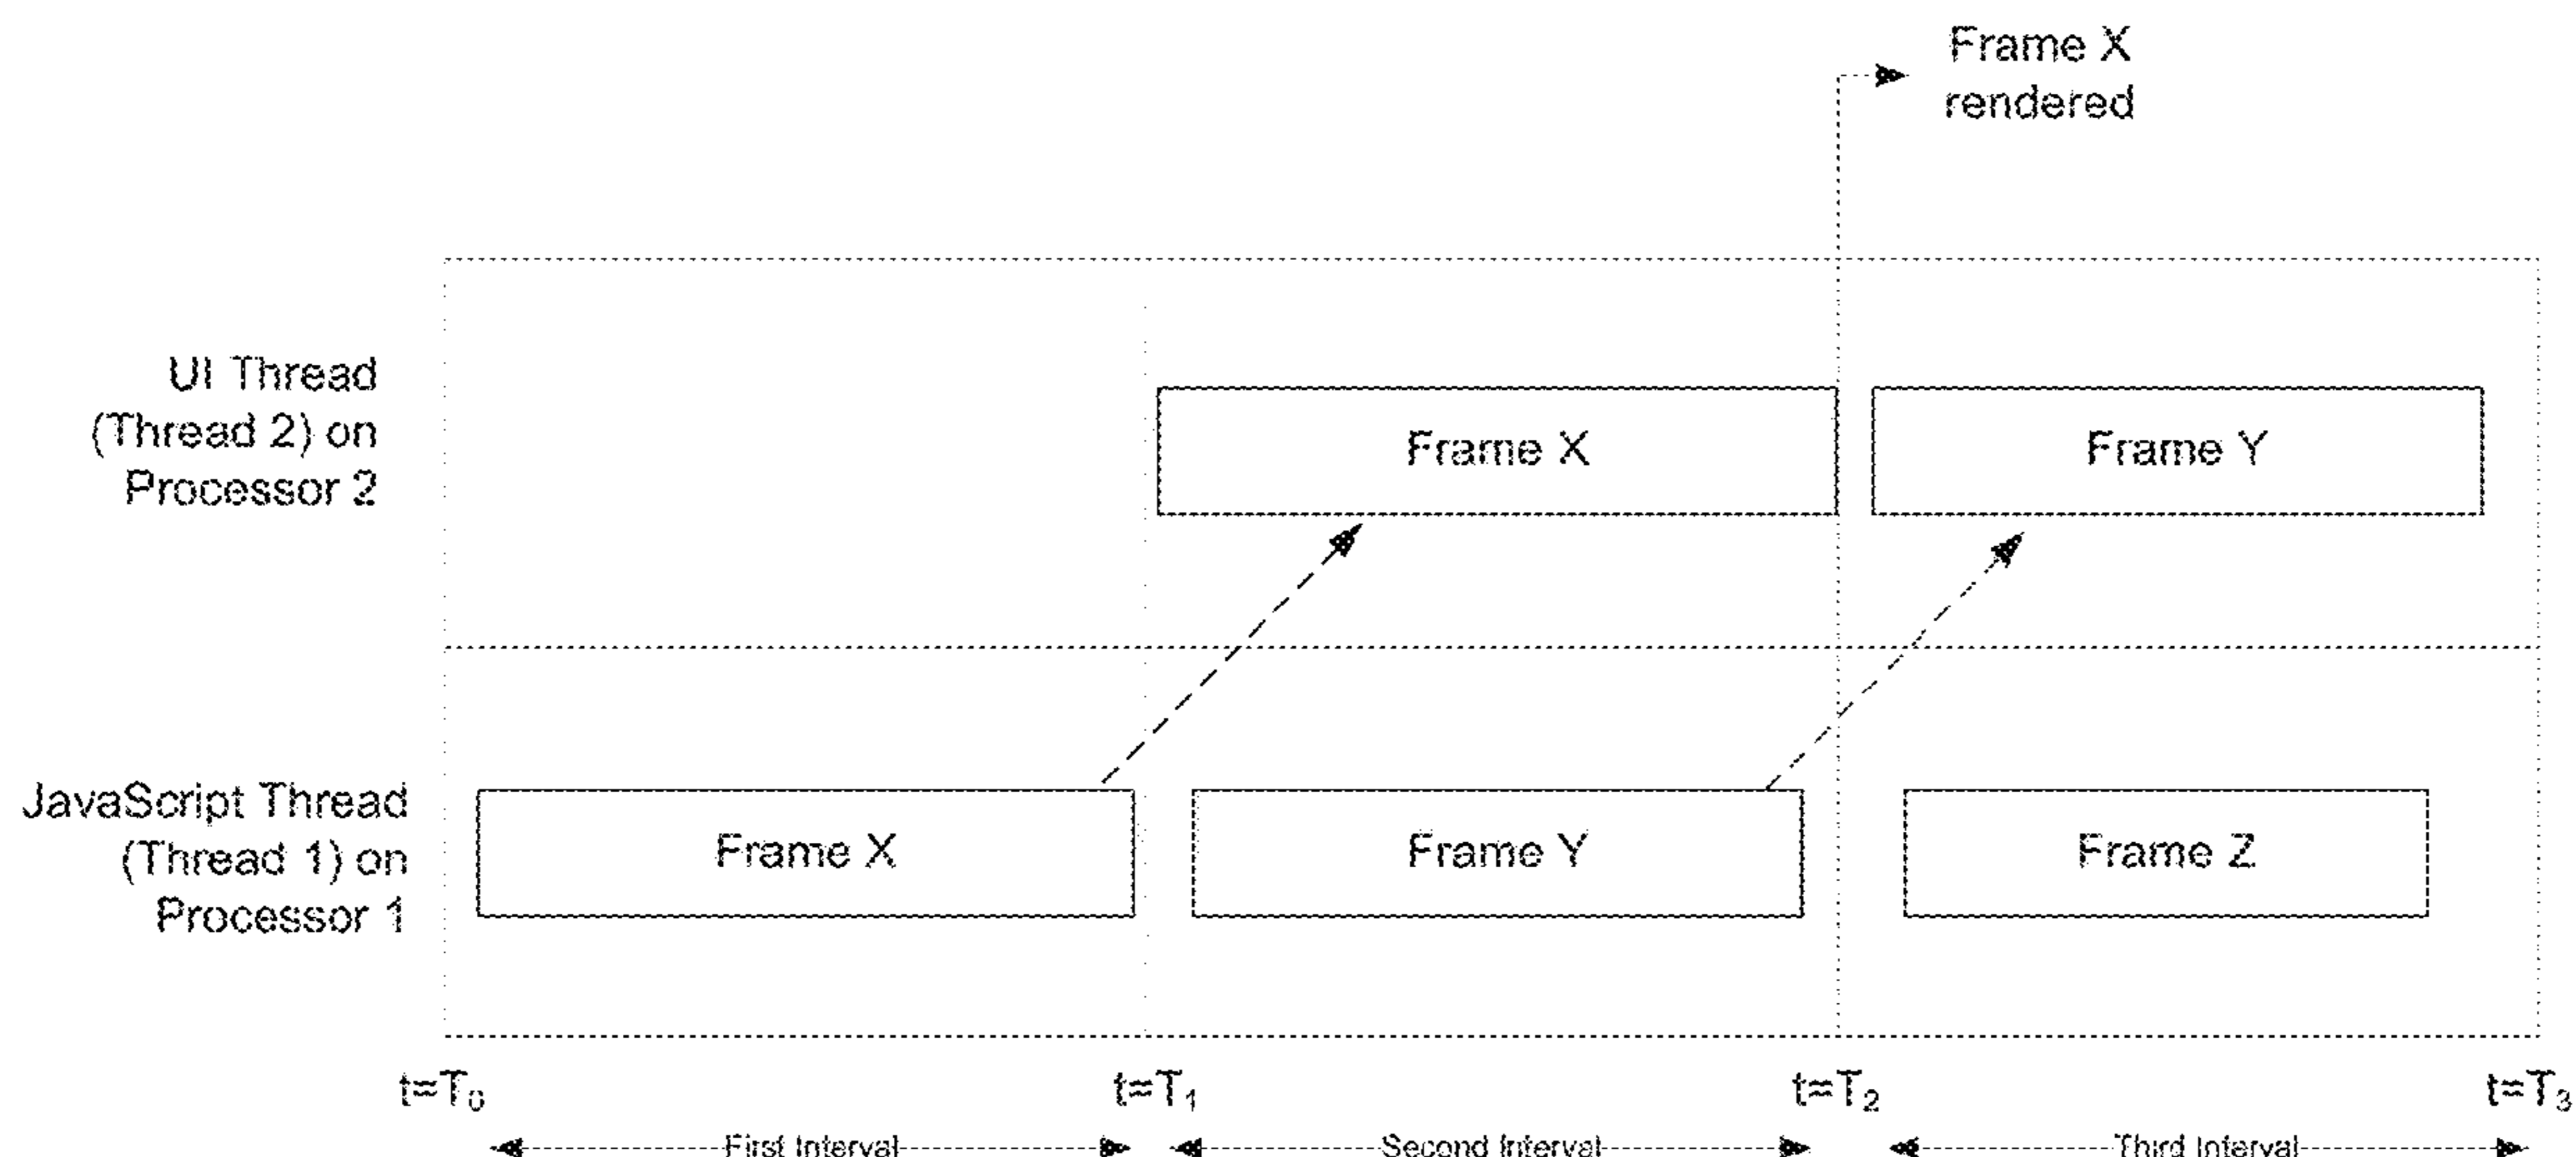 Frame X
rendered
UI Thread
(Thread 2) on
Processor 2
Frame X
Frame Y
JavaScript Thread
(Thread 1) on
Processor 1
Frame X
Frame Y
Frame Z
t=T₀
t=T₁
t=T₂
t=T₃
First Interval
Second Interval
Third Interval